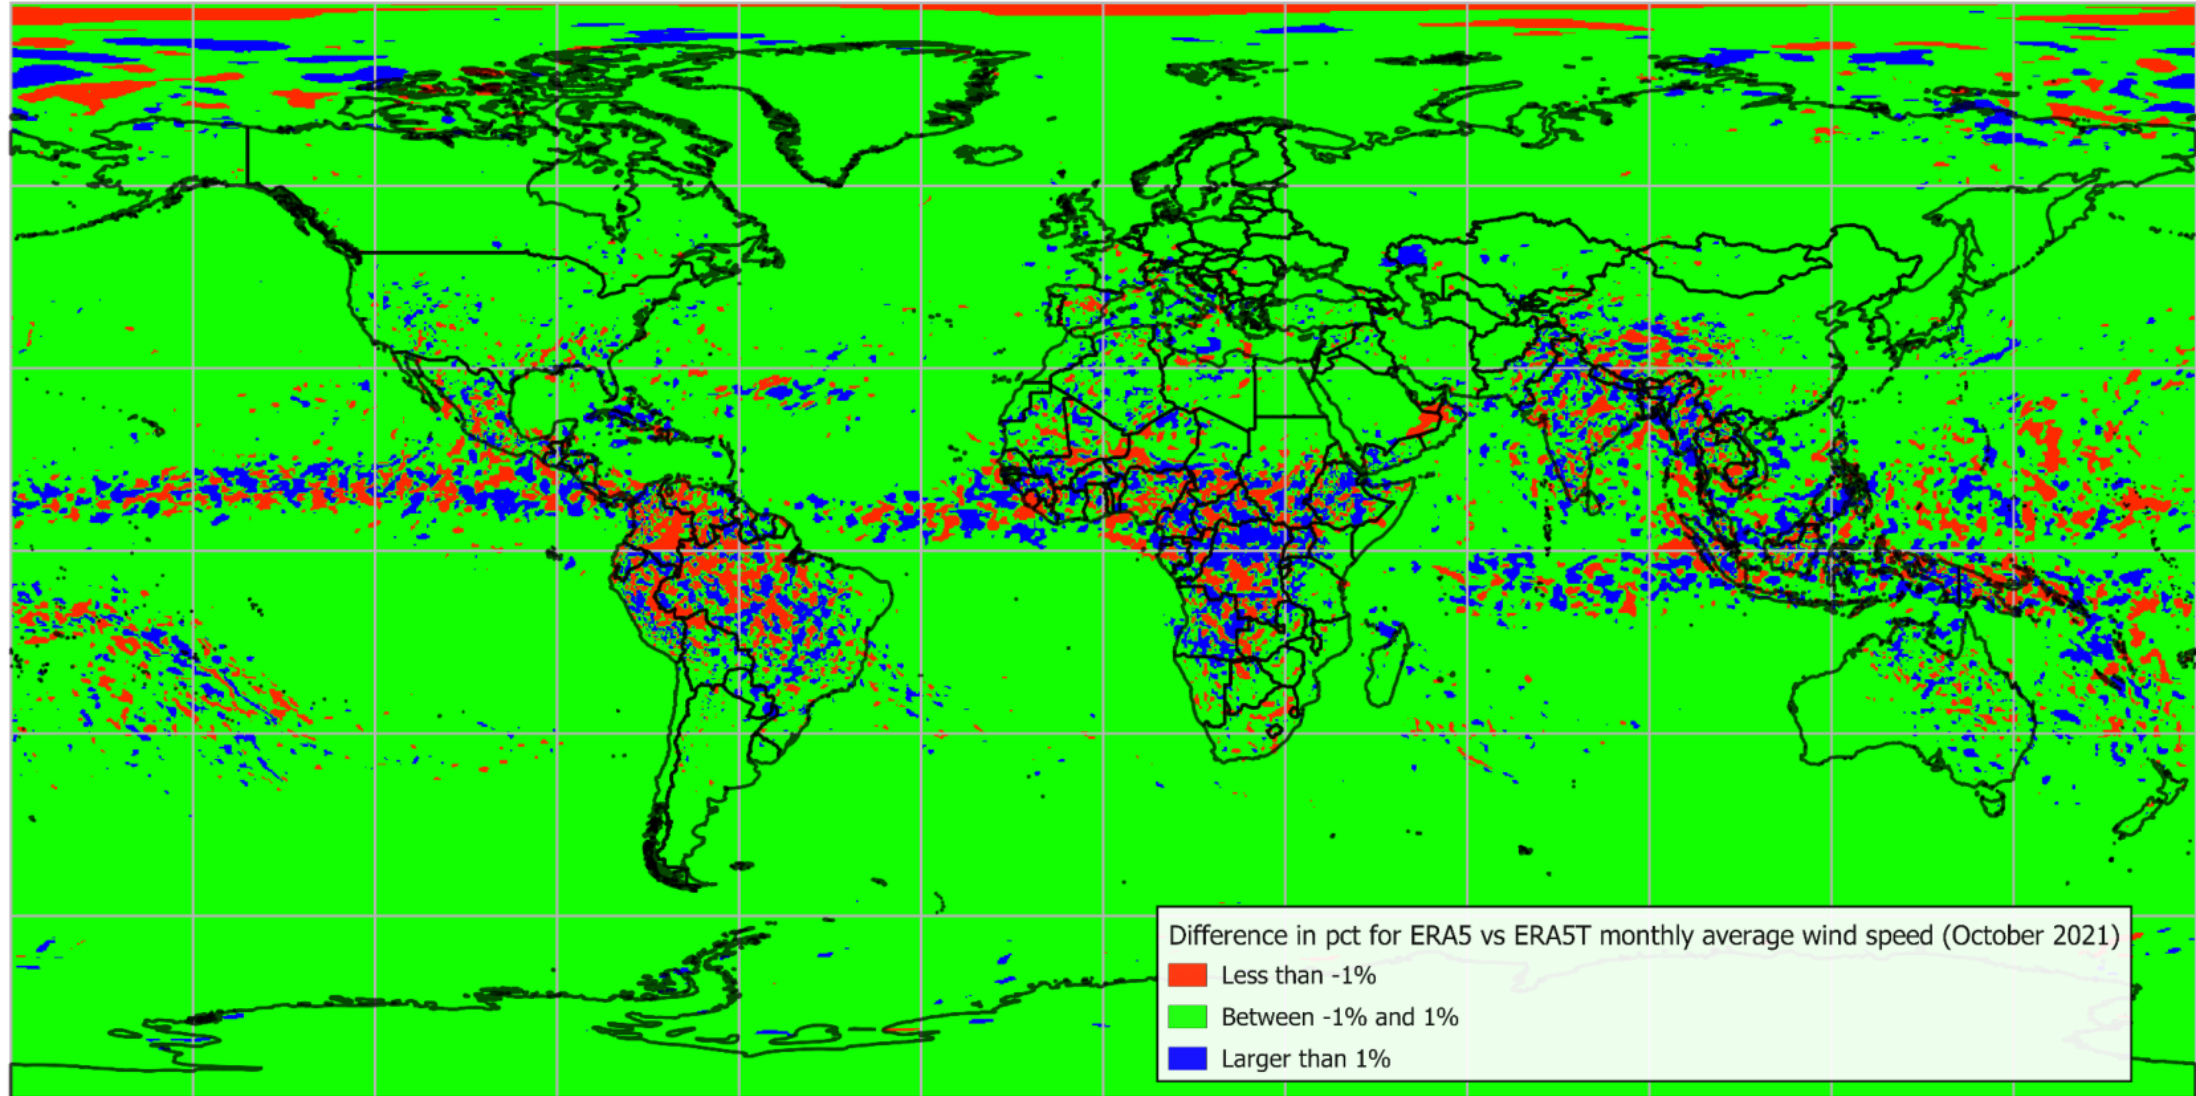 Difference in pct for ERA5 vs ERA5T monthly average wind speed (October 2021)
Less than -1%
Between -1% and 1%
Larger than 1%